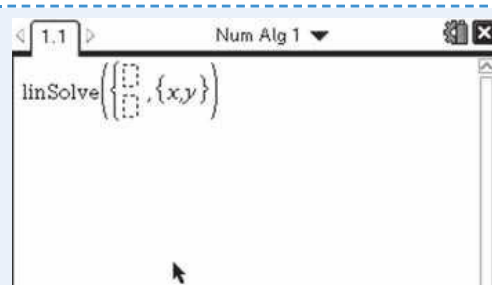 1.1 Num Alg 1
linSolve({ , {x,y})